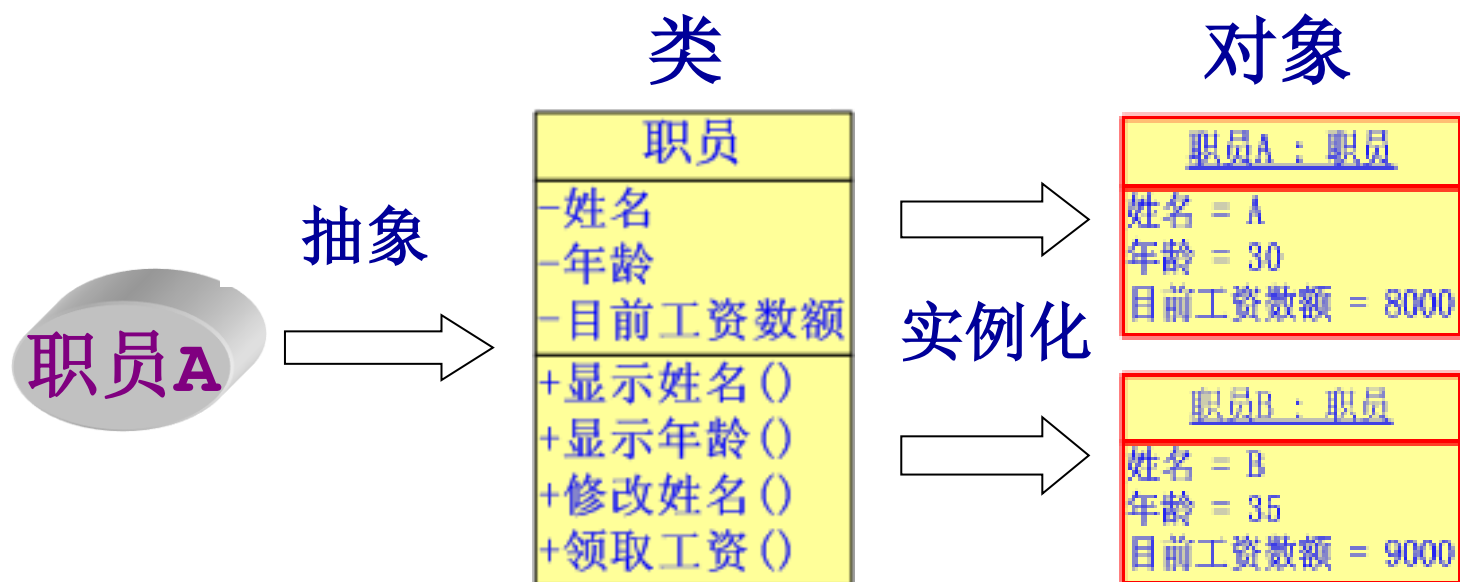 类
对象
抽象
职员A
职员
-姓名
-年龄
-目前工资数额
+显示姓名()
+显示年龄()
+修改姓名()
+领取工资()
实例化
职员A : 职员
姓名 = A
年龄 = 30
目前工资数额 = 8000
职员B : 职员
姓名 = B
年龄 = 35
目前工资数额 = 9000